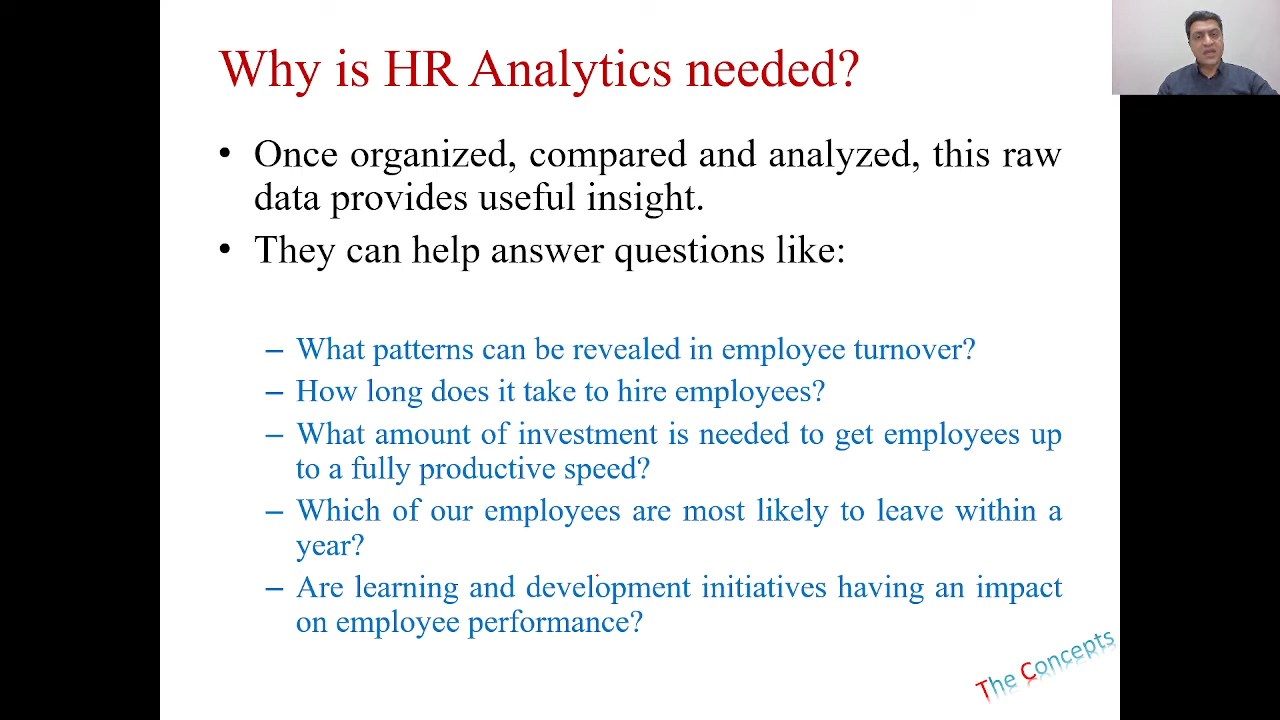 Why is HR Analytics needed?
• Once organized, compared and analyzed, this raw
data provides useful insight.
• They can help answer questions like:
– What patterns can be revealed in employee turnover?
– How long does it take to hire employees?
– What amount of investment is needed to get employees up
to a fully productive speed?
– Which of our employees are most likely to leave within a
year?
– Are learning and development initiatives having an impact
on employee performance?
The Concepts